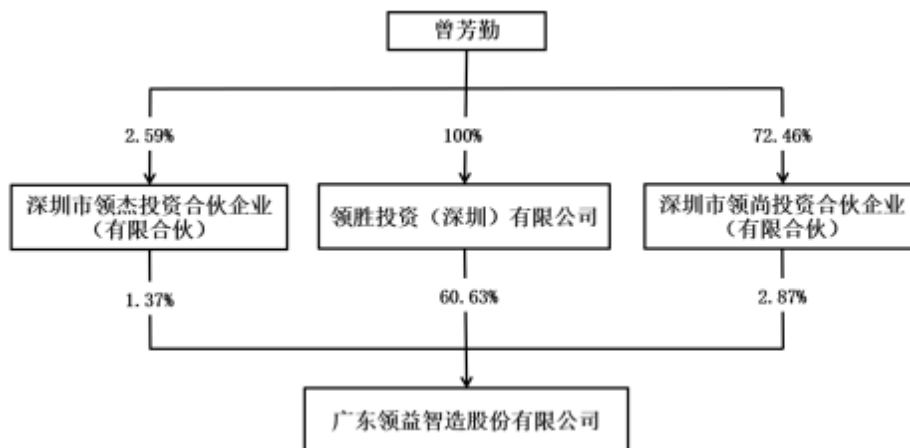 曾芳勤
2.59%
100%
72.46%
深圳市领杰投资合伙企业
（有限合伙）
领胜投资（深圳）有限公司
深圳市领尚投资合伙企业
（有限合伙）
1.37%
60.63%
2.87%
广东领益智造股份有限公司